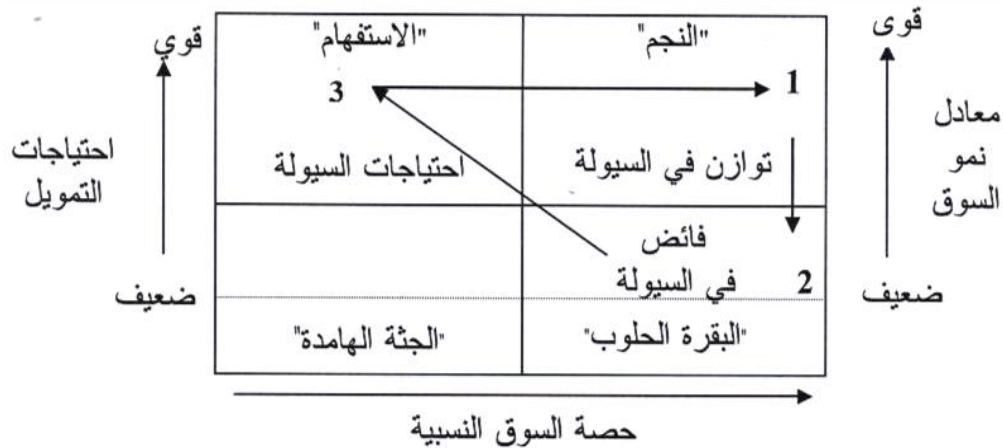 قوى
"النجم"
"الاستفهام"
قوي
1
3
معادل
نمو
السوق
احتياجات
التمويل
توازن في السيولة
احتياجات السيولة
فائض
في السيولة
2
ضعيف
ضعيف
"البقرة الحلوب"
"الجثة الهامدة"
حصة السوق النسبية